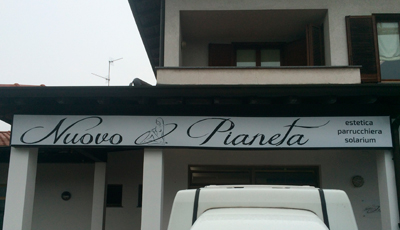 Nuovo Pianeta
estetica
parrucchiera
solarium